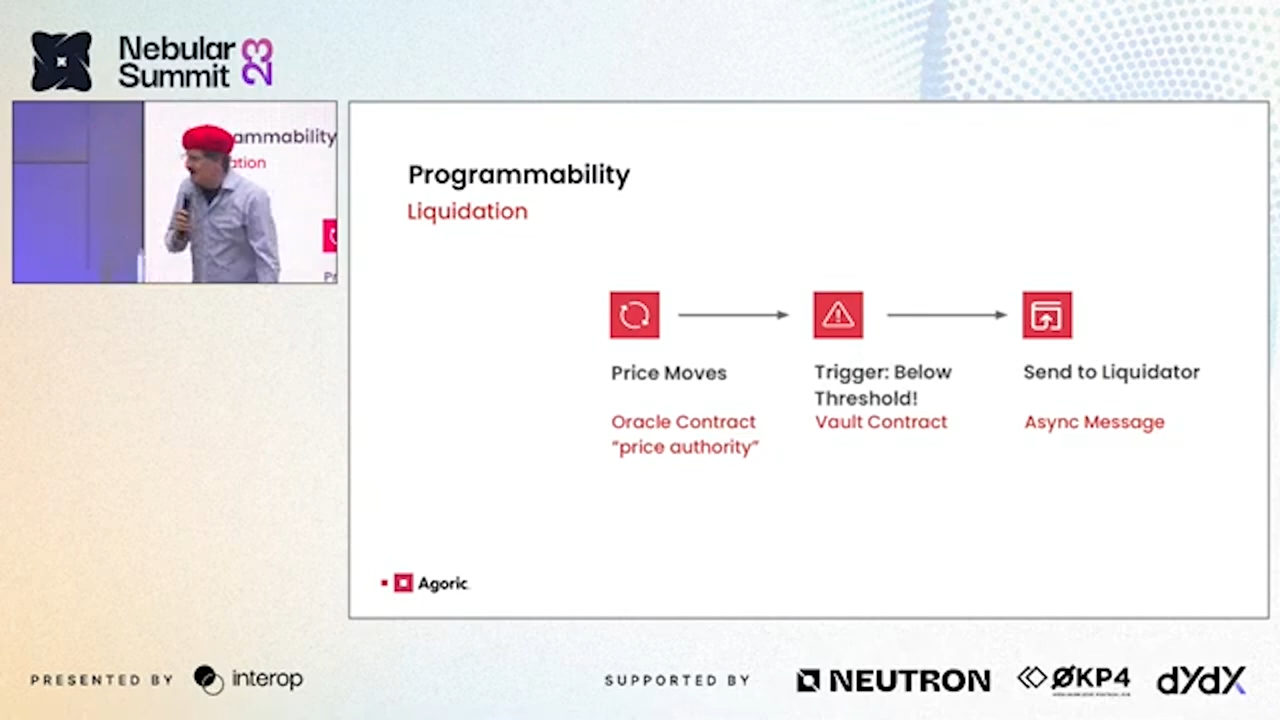 Nebular
Summit 23
ammability
ation
Pr
Programmability
Liquidation
Price Moves
Oracle Contract
"price authority"
Trigger: Below
Threshold!
Vault Contract
Send to Liquidator
Async Message
Agoric
PRESENTED BY interop
SUPPORTED BY NEUTRON ØKP4 dYdX